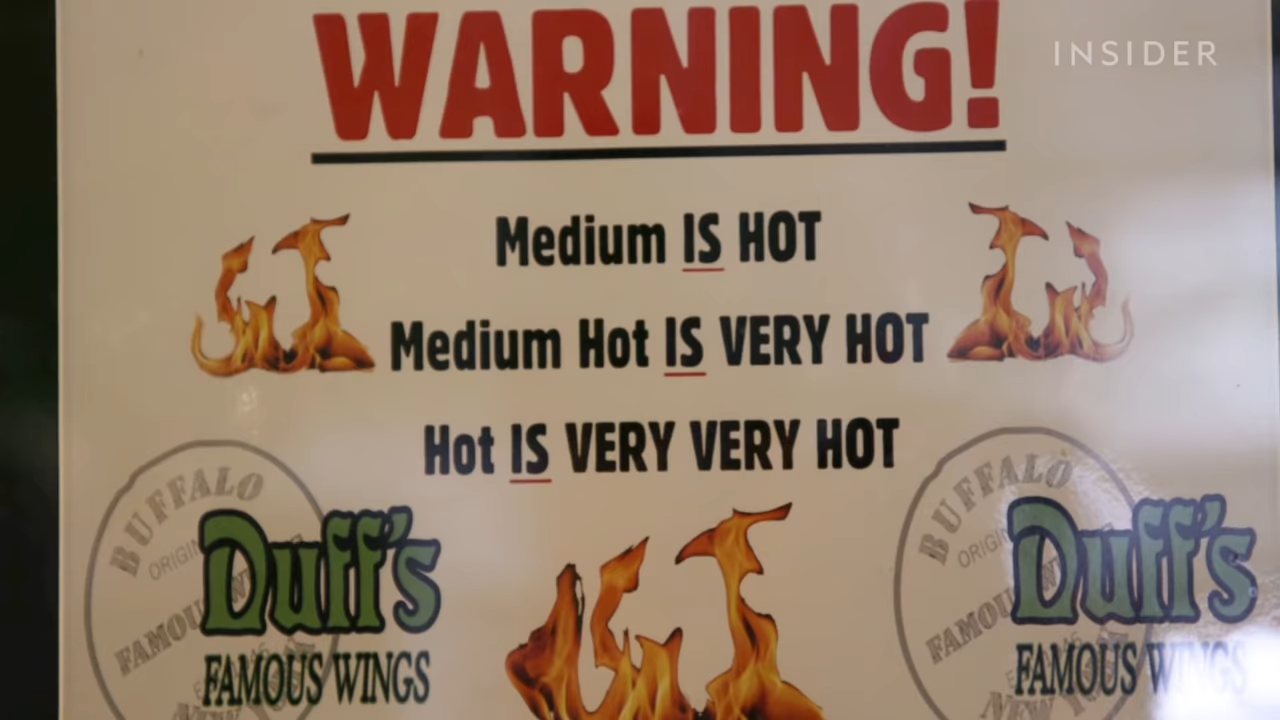 WARNING!
INSIDER
Medium IS HOT
Medium Hot IS VERY HOT
Hot IS VERY VERY HOT
BUFFALO
Duff's
FAMOUS WINGS
BUFFALO
Duff's
FAMOUS WINGS